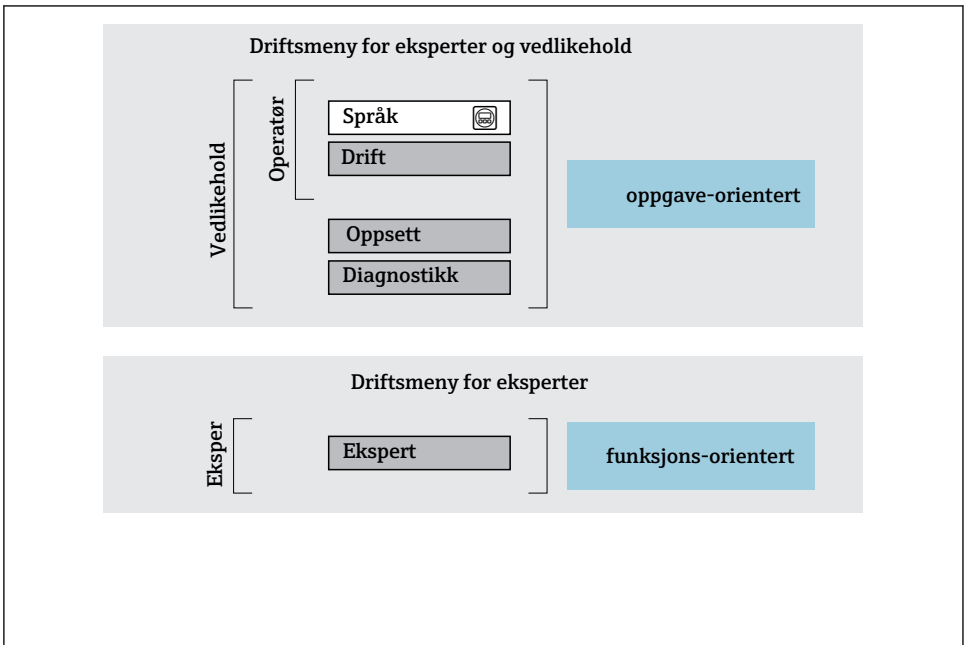 Driftsmeny for eksperter og vedlikehold
Vedlikehold
Operatør
Språk
Drift
Oppsett
Diagnostikk
oppgave-orientert
Driftsmeny for eksperter
Eksper
Ekspert
funksjons-orientert